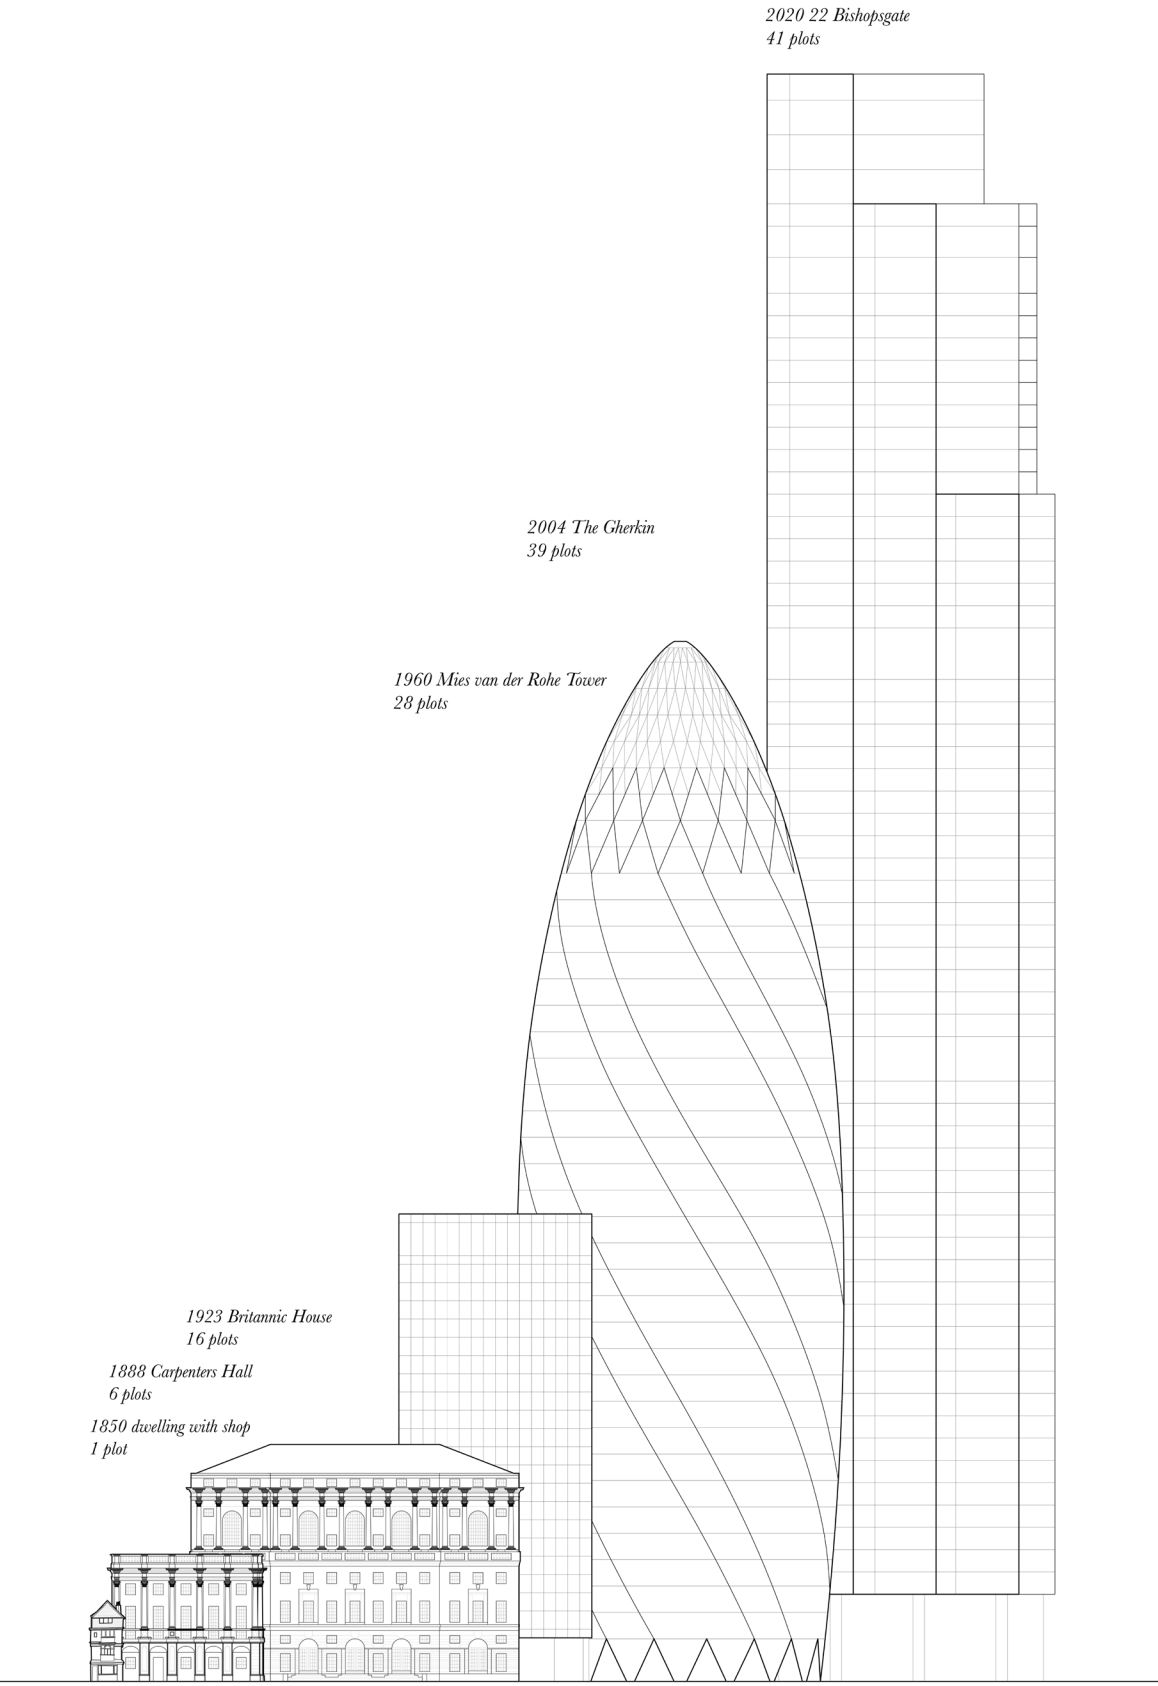 2020 22 Bishopsgate
41 plots
2004 The Gherkin
39 plots
1960 Mies van der Rohe Tower
28 plots
1923 Britannic House
16 plots
1888 Carpenters Hall
6 plots
1850 dwelling with shop
1 plot